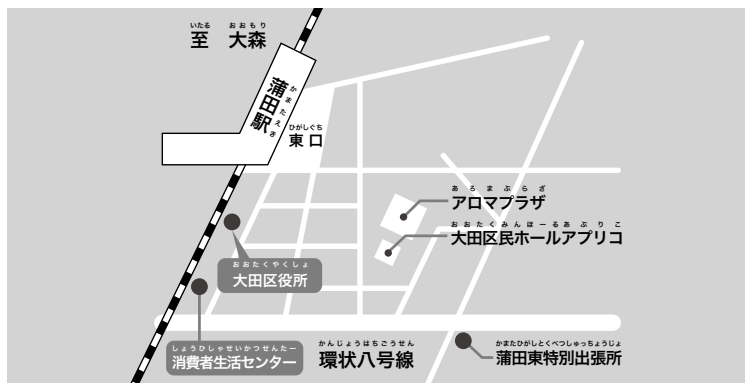 いたる おおもり
至 大森
かまたえき
蒲田駅
ひがしぐち
東口
あろまぷらざ
アロマプラザ
おおたくみんほーるあぷりこ
大田区民ホールアプリコ
おおたくやくしょ
大田区役所
しょうひしゃせいかつせんたー
消費者生活センター
かんじょうはちごうせん
環状八号線
かまたひがしとくべつしゅっちょうじょ
蒲田東特別出張所